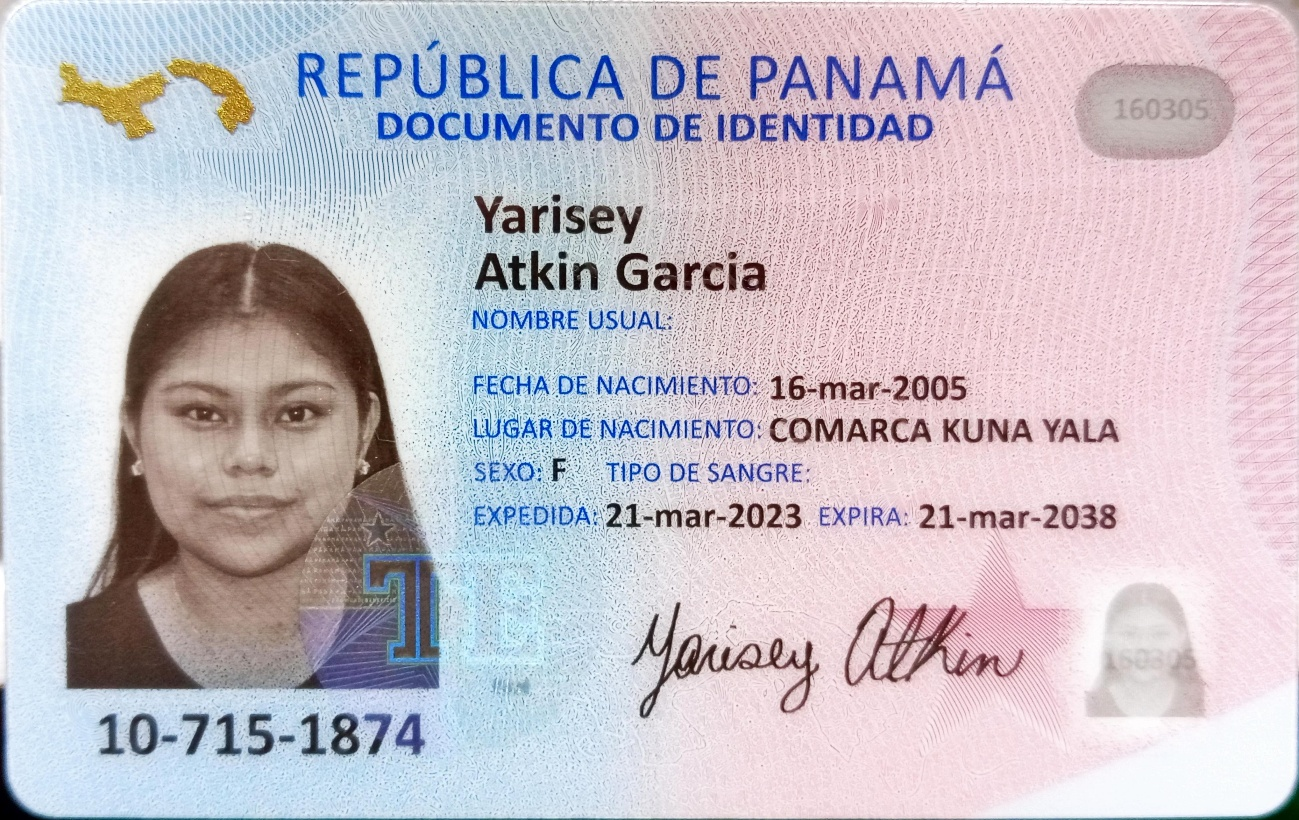 REPÚBLICA DE PANAMÁ
DOCUMENTO DE IDENTIDAD
160305
Yarisey
Atkin Garcia
NOMBRE USUAL:
FECHA DE NACIMIENTO: 16-mar-2005
LUGAR DE NACIMIENTO: COMARCA KUNA YALA
SEXO: F TIPO DE SANGRE:
EXPEDIDA: 21-mar-2023 EXPIRA: 21-mar-2038
TE
Yarisey Atkin
160305
10-715-1874